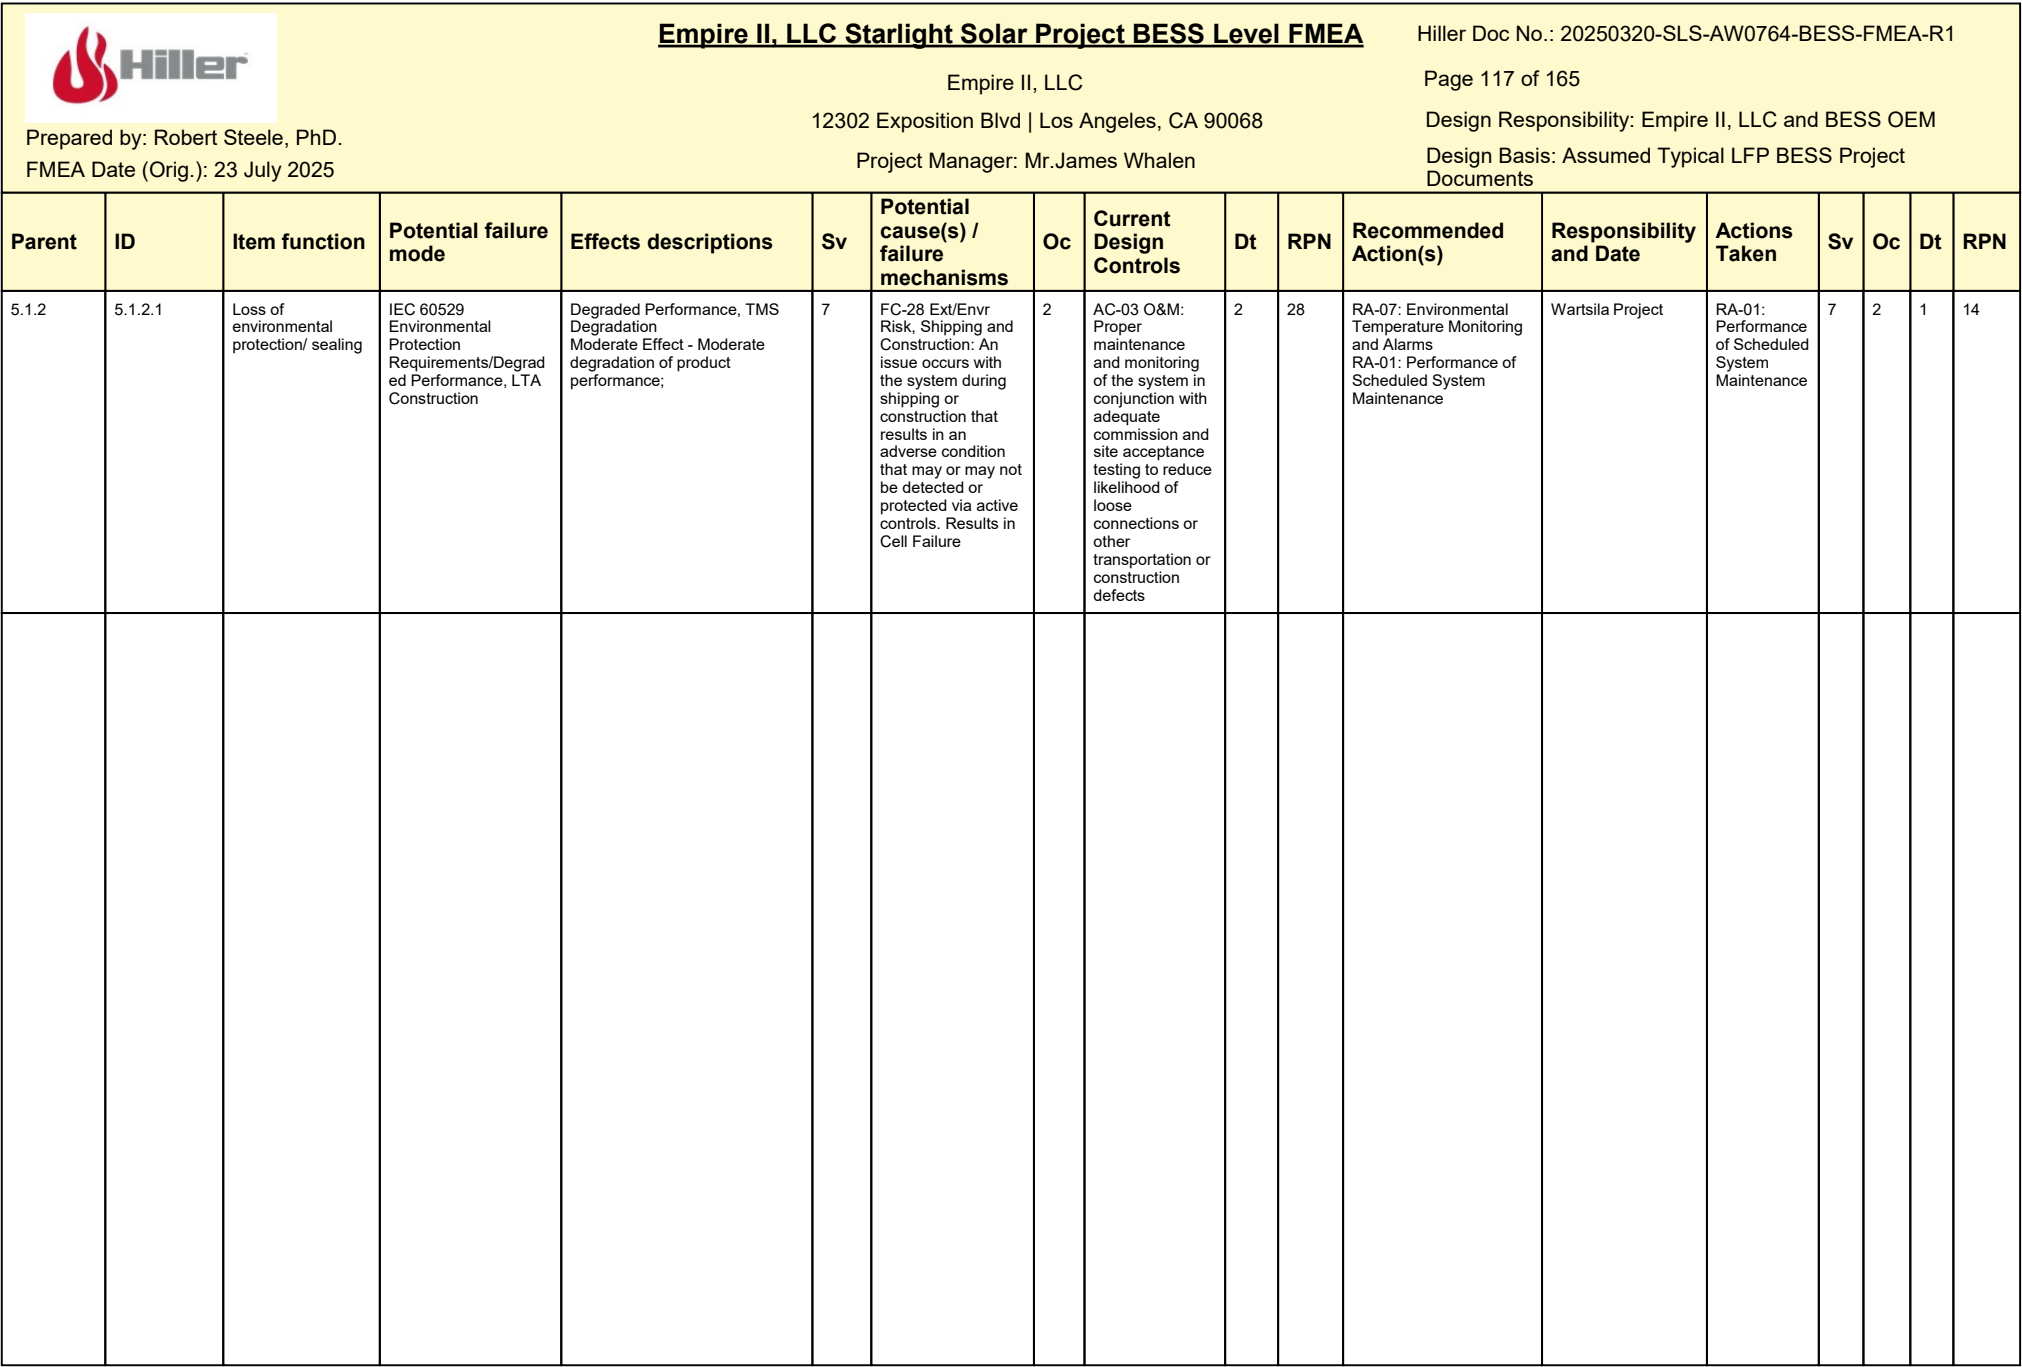 Hiller
Prepared by: Robert Steele, PhD.
FMEA Date (Orig.): 23 July 2025
Empire II, LLC Starlight Solar Project BESS Level FMEA
Empire II, LLC
12302 Exposition Blvd | Los Angeles, CA 90068
Project Manager: Mr.James Whalen
Hiller Doc No.: 20250320-SLS-AW0764-BESS-FMEA-R1
Page 117 of 165
Design Responsibility: Empire II, LLC and BESS OEM
Design Basis: Assumed Typical LFP BESS Project
Documents
Parent
ID
Item function
Potential failure
mode
Effects descriptions
Sv
Potential
cause(s) /
failure
mechanisms
Oc
Current
Design
Controls
Dt
RPN
Recommended
Action(s)
Responsibility
and Date
Actions
Taken
Sv
Oc
Dt
RPN
5.1.2
5.1.2.1
Loss of
environmental
protection/ sealing
IEC 60529
Environmental
Protection
Requirements/Degrad
ed Performance, LTA
Construction
Degraded Performance, TMS
Degradation
Moderate Effect - Moderate
degradation of product
performance;
7
FC-28 Ext/Envr
Risk, Shipping and
Construction: An
issue occurs with
the system during
shipping or
construction that
results in an
adverse condition
that may or may not
be detected or
protected via active
controls. Results in
Cell Failure
2
AC-03 O&M:
Proper
maintenance
and monitoring
of the system in
conjunction with
adequate
commission and
site acceptance
testing to reduce
likelihood of
loose
connections or
other
transportation or
construction
defects
2
28
RA-07: Environmental
Temperature Monitoring
and Alarms
RA-01: Performance of
Scheduled System
Maintenance
Wartsila Project
RA-01:
Performance
of Scheduled
System
Maintenance
7
2
1
14